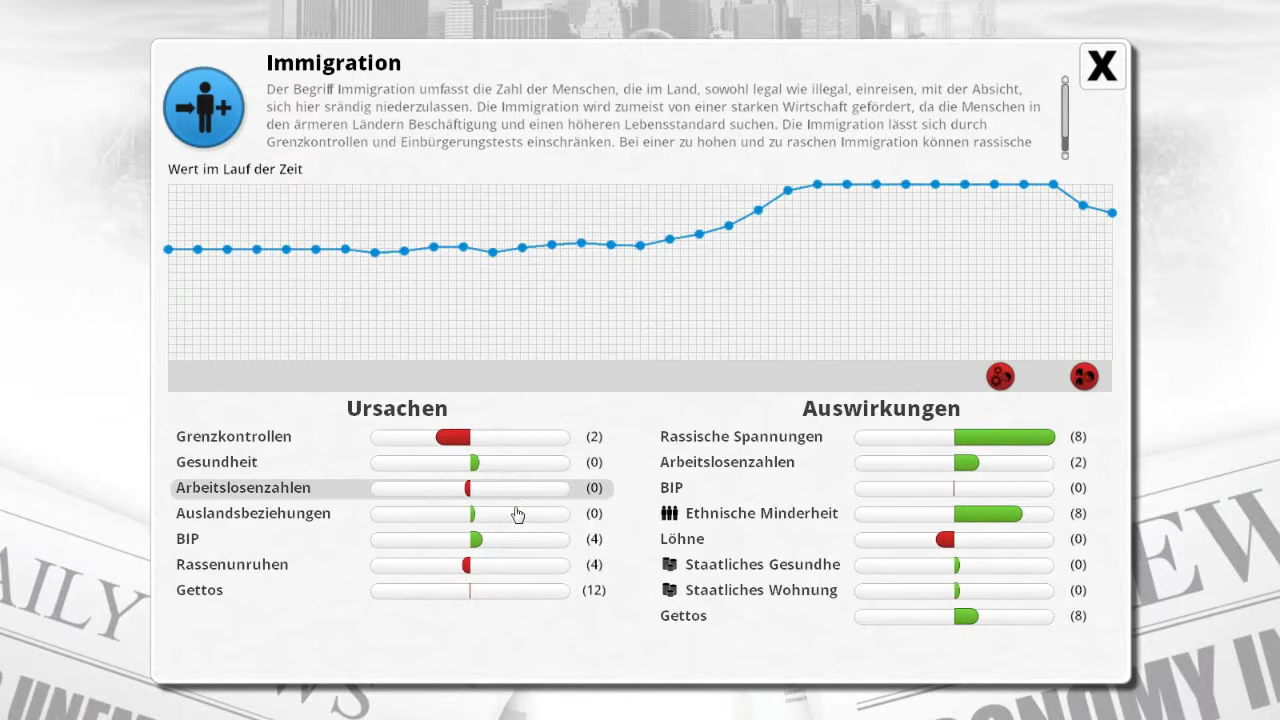 Immigration
X
Der Begriff Immigration umfasst die Zahl der Menschen, die im Land, sowohl legal wie illegal, einreisen, mit der Absicht,
sich hier srändig niederzulassen. Die Immigration wird zuneist von einer starken Wirtschaft gefördert, da die Menschen in
den ärmeren Ländern Beschäftigung und einen höheren Lebensstandard suchen. Die Immigration lässt sich durch
Grenzkontrollen und Einbürgerungstests einschränken. Bei einer zu hohen und zu raschen Immigration können rassische
Wert im Lauf der Zeit
Ursachen
Grenzkontrollen (2)
Gesundheit (0)
Arbeitslosenzahlen (0)
Auslandsbeziehungen (0)
BIP (4)
Rassenunruhen (4)
Gettos (12)
Auswirkungen
Rassische Spannungen (8)
Arbeitslosenzahlen (2)
BIP (0)
Ethnische Minderheit (8)
Löhne (0)
Staatliches Gesundhe (0)
Staatliches Wohnung (0)
Gettos (8)